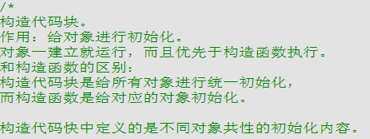 /*
构造代码块。
作用：给对象进行初始化。
对象一建立就运行，而且优先于构造函数执行。
和构造函数的区别：
构造代码块是给所有对象进行统一初始化，
而构造函数是给对应的对象初始化。
构造代码快中定义的是不同对象共性的初始化内容。